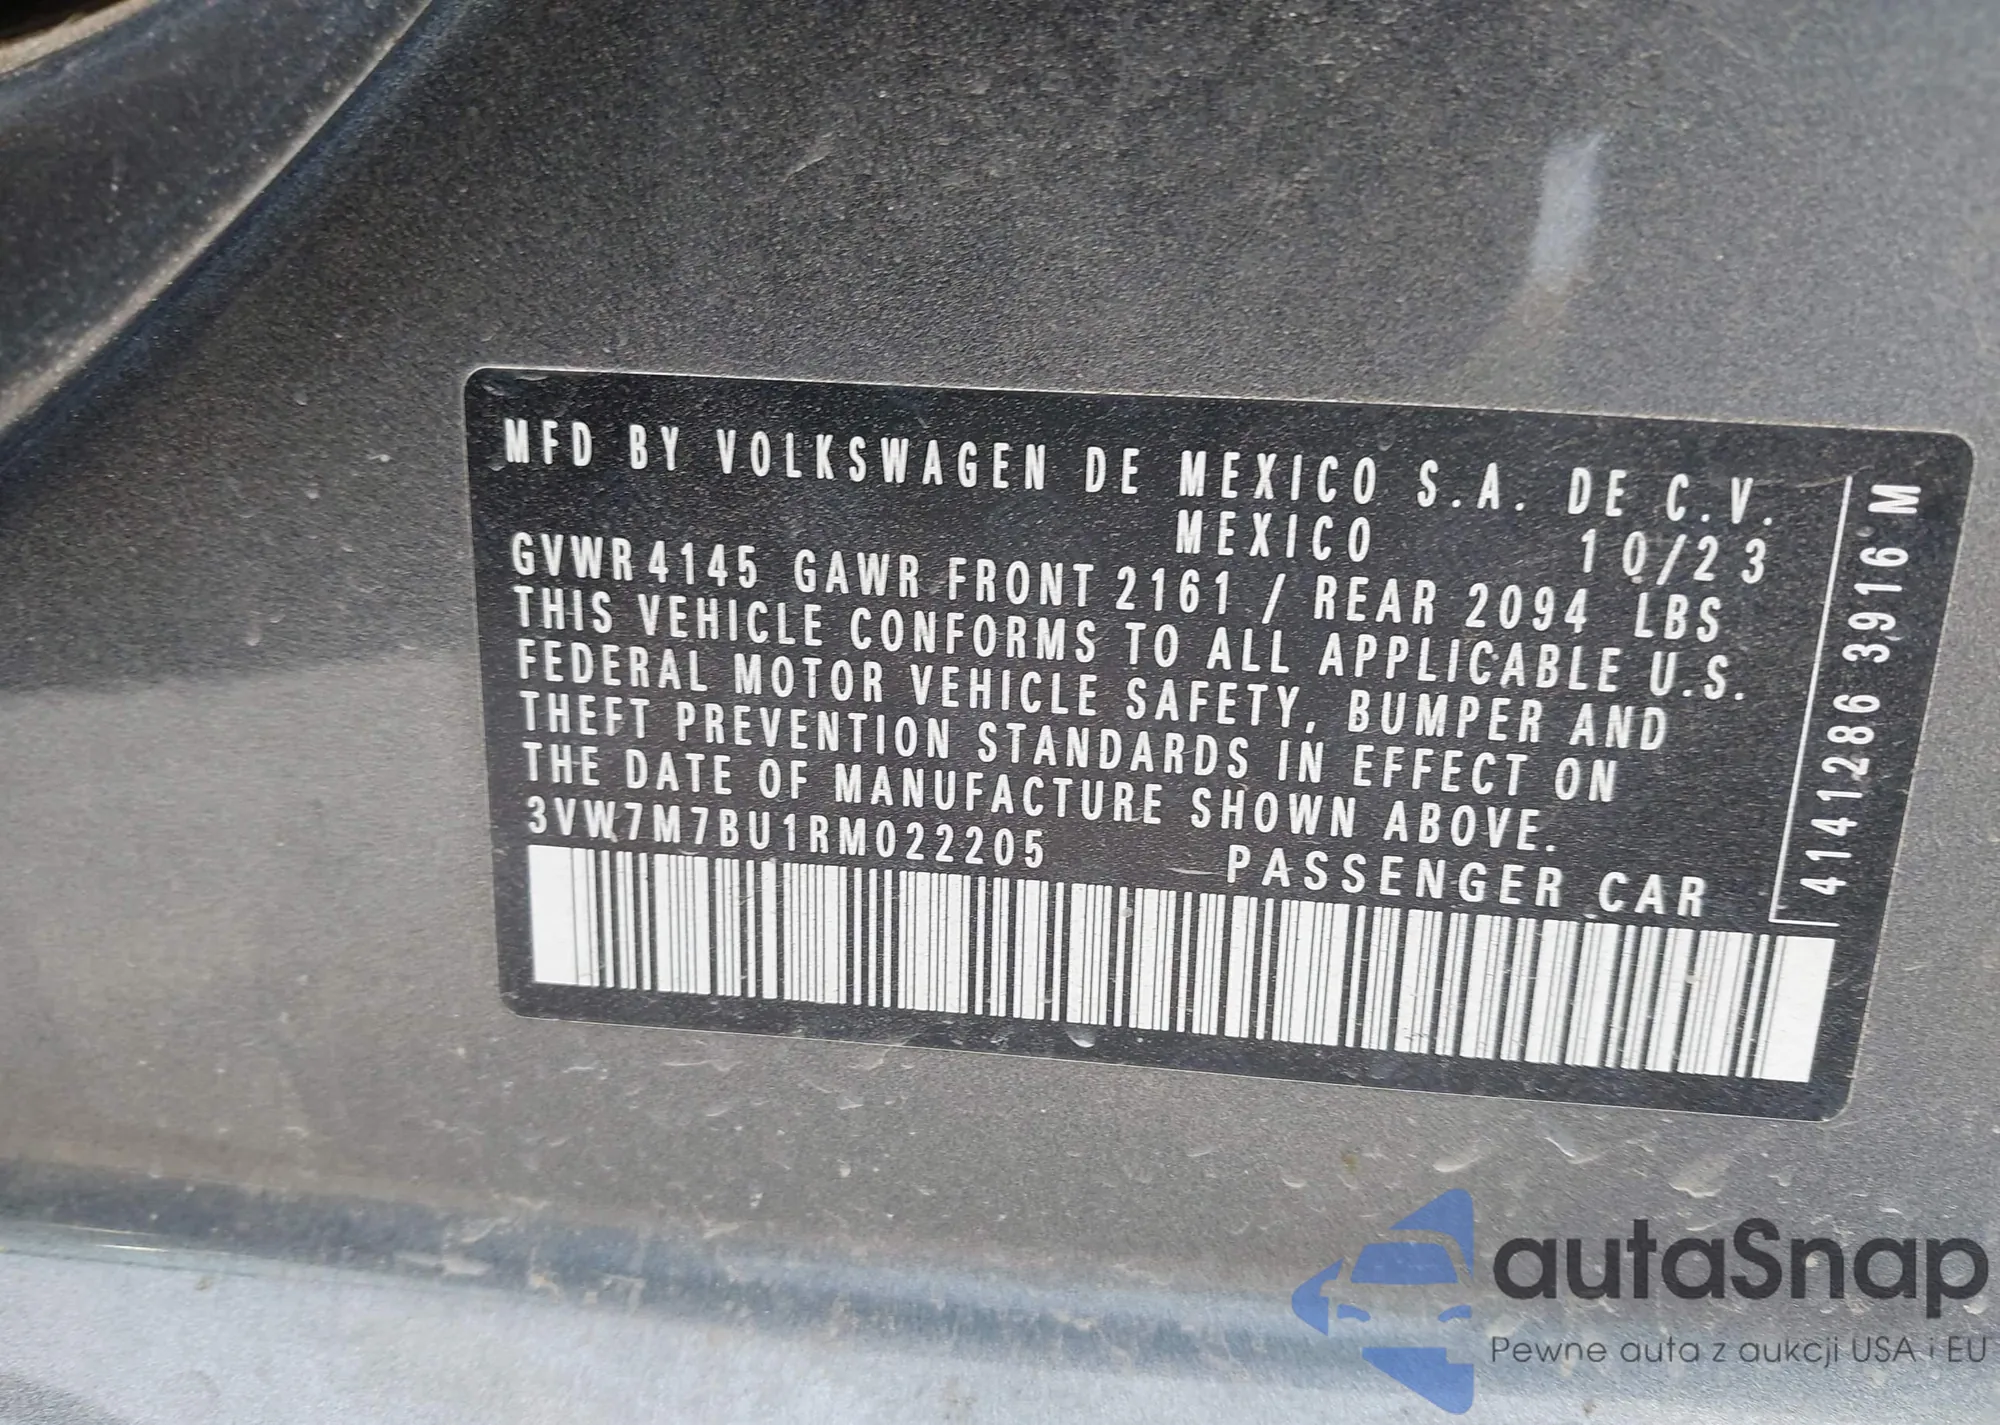 MFD BY VOLKSWAGEN DE MEXICO S.A. DE C.V.
MEXICO 10/23
GVWR 4145 GAWR FRONT 2161 / REAR 2094 LBS
THIS VEHICLE CONFORMS TO ALL APPLICABLE U.S.
FEDERAL MOTOR VEHICLE SAFETY, BUMPER AND
THEFT PREVENTION STANDARDS IN EFFECT ON
THE DATE OF MANUFACTURE SHOWN ABOVE.
3VW7M7BU1RM022205 PASSENGER CAR
4141286 3916 M
autaSnap
Pewne auta z aukcji USA i EU